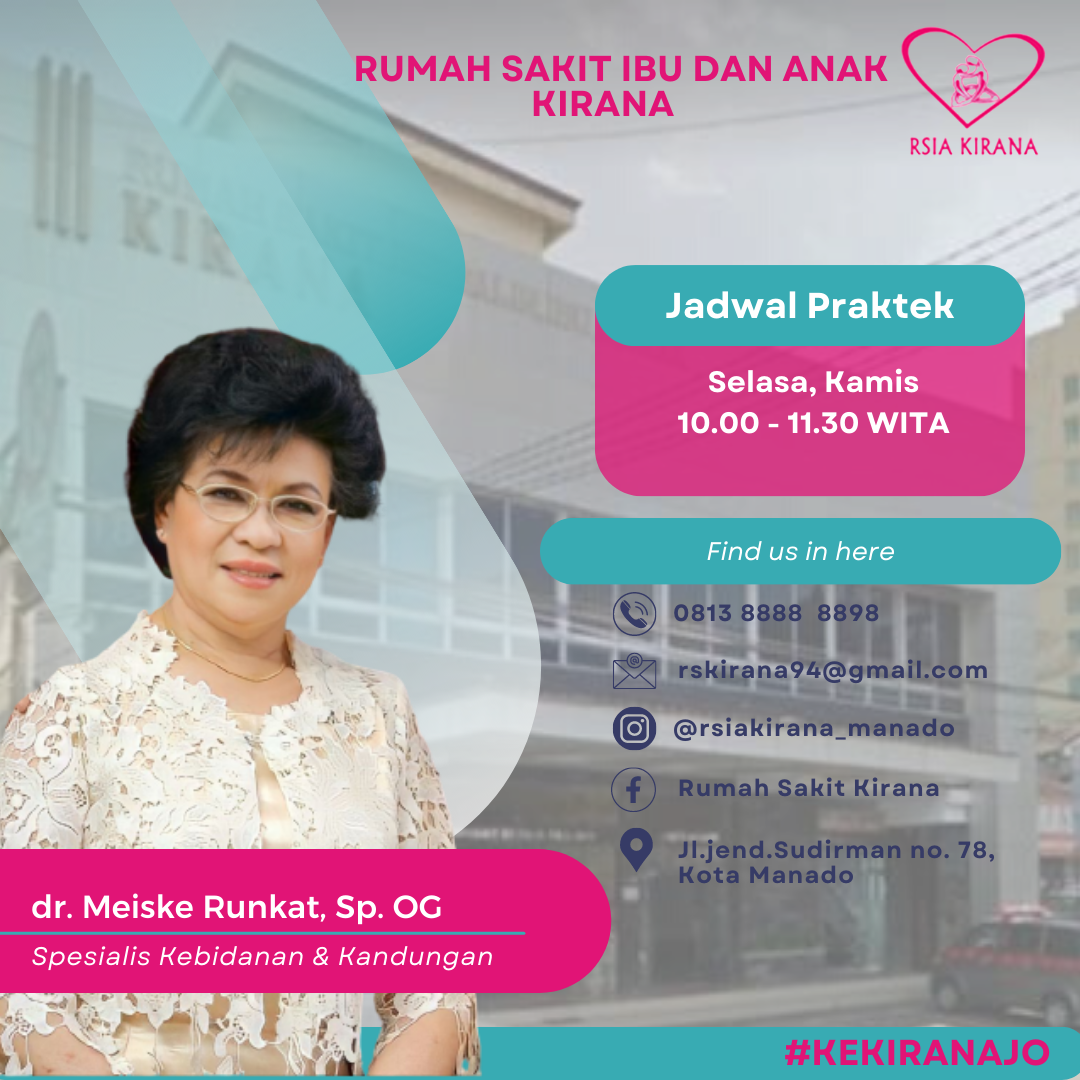 RUMAH SAKIT IBU DAN ANAK
KIRANA
RSIA KIRANA
KIRANA
Jadwal Praktek
Selasa, Kamis
10.00 - 11.30 WITA
Find us in here
0813 8888 8898
rskirana94@gmail.com
@rsiakirana_manado
Rumah Sakit Kirana
Jl.jend.Sudirman no. 78,
Kota Manado
dr. Meiske Runkat, Sp. OG
Spesialis Kebidanan & Kandungan
#KEKIRANAJO